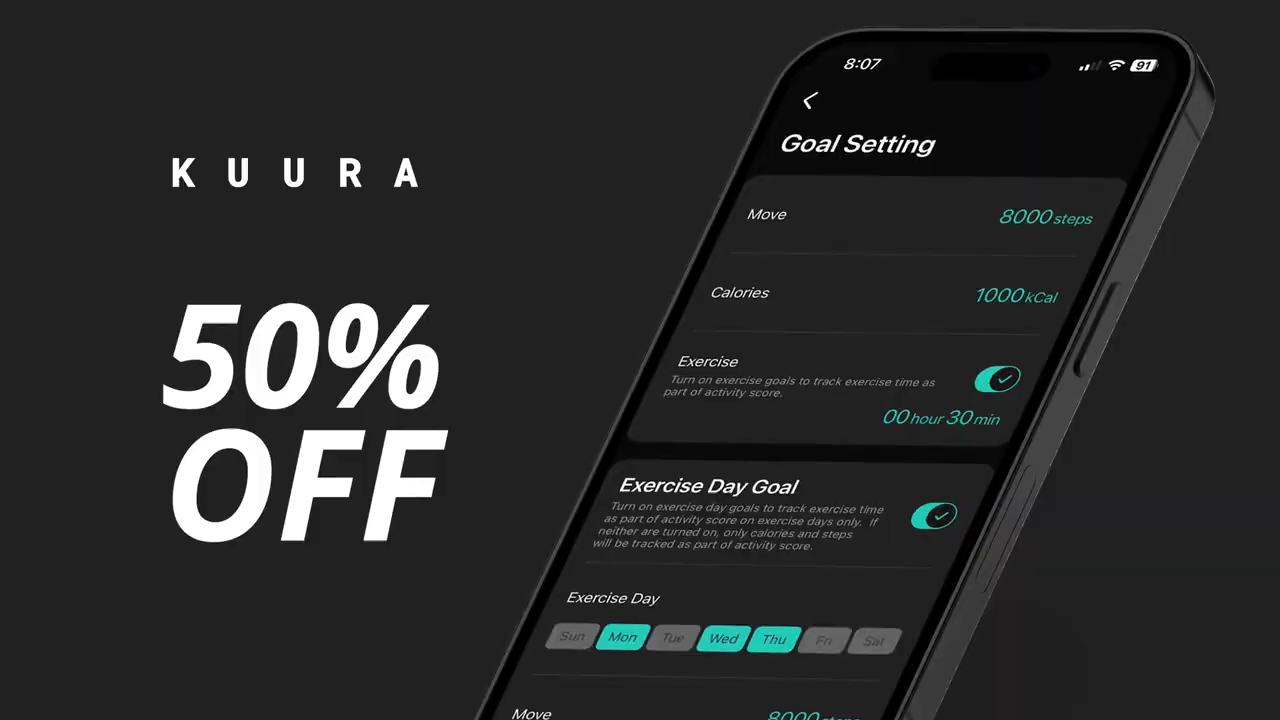 KUURA
50%
OFF
8:07
91
Goal Setting
Move
8000 steps
Calories
1000 kCal
Exercise
Turn on exercise goals to track exercise time as
part of activity score.
00 hour 30 min
Exercise Day Goal
Turn on exercise day goals to track exercise time
as part of activity score on exercise days only. If
neither are turned on, only calories and steps
will be tracked as part of activity score.
Exercise Day
Sun Mon Tue Wed Thu Fri Sat
Move
8000 steps